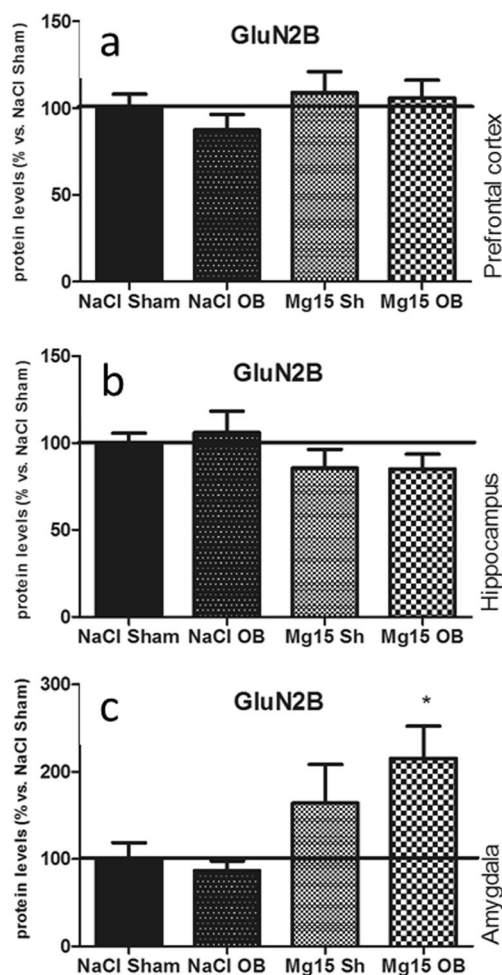 a
GluN2B
protein levels (% vs. NaCl Sham)
150
100
50
0
NaCl Sham NaCl OB Mg15 Sh Mg15 OB
Prefrontal cortex
b
GluN2B
protein levels (% vs. NaCl Sham)
150
100
50
0
NaCl Sham NaCl OB Mg15 Sh Mg15 OB
Hippocampus
c
GluN2B
protein levels (% vs. NaCl Sham)
300
200
100
0
*
NaCl Sham NaCl OB Mg15 Sh Mg15 OB
Amygdala